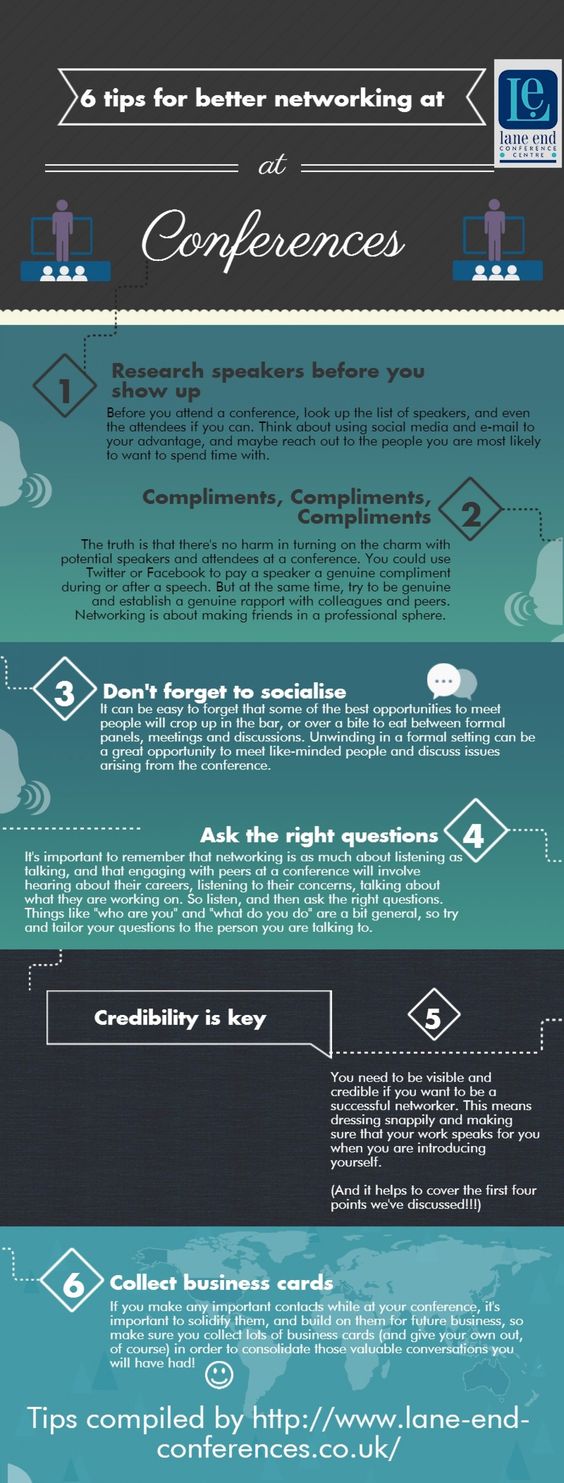 6 tips for better networking at
Le
lane end
CONFERENCE
CENTRE
at
Conferences
1
Research speakers before you
show up
Before you attend a conference, look up the list of speakers, and even
the attendees if you can. Think about using social media and e-mail to
your advantage, and maybe reach out to the people you are most likely
to want to spend time with.
Compliments, Compliments,
Compliments
2
The truth is that there's no harm in turning on the charm with
potential speakers and attendees at a conference. You could use
Twitter or Facebook to pay a speaker a genuine compliment
during or after a speech. But at the same time, try to be genuine
and establish a genuine rapport with colleagues and peers.
Networking is about making friends in a professional sphere.
3
Don't forget to socialise
It can be easy to forget that some of the best opportunities to meet
people will crop up in the bar, or over a bite to eat between formal
panels, meetings and discussions. Unwinding in a formal setting can be
a great opportunity to meet like-minded people and discuss issues
arising from the conference.
Ask the right questions
4
It's important to remember that networking is as much about listening as
talking, and that engaging with peers at a conference will involve
hearing about their careers, listening to their concerns, talking about
what they are working on. So listen, and then ask the right questions.
Things like "who are you" and "what do you do" are a bit general, so try
and tailor your questions to the person you are talking to.
Credibility is key
5
You need to be visible and
credible if you want to be a
successful networker. This means
dressing snappily and making
sure that your work speaks for you
when you are introducing
yourself.
(And it helps to cover the first four
points we've discussed!!!)
6
Collect business cards
If you make any important contacts while at your conference, it's
important to solidify them, and build on them for future business, so
make sure you collect lots of business cards (and give your own out,
of course) in order to consolidate those valuable conversations you
will have had!
Tips compiled by http://www.lane-end-
conferences.co.uk/